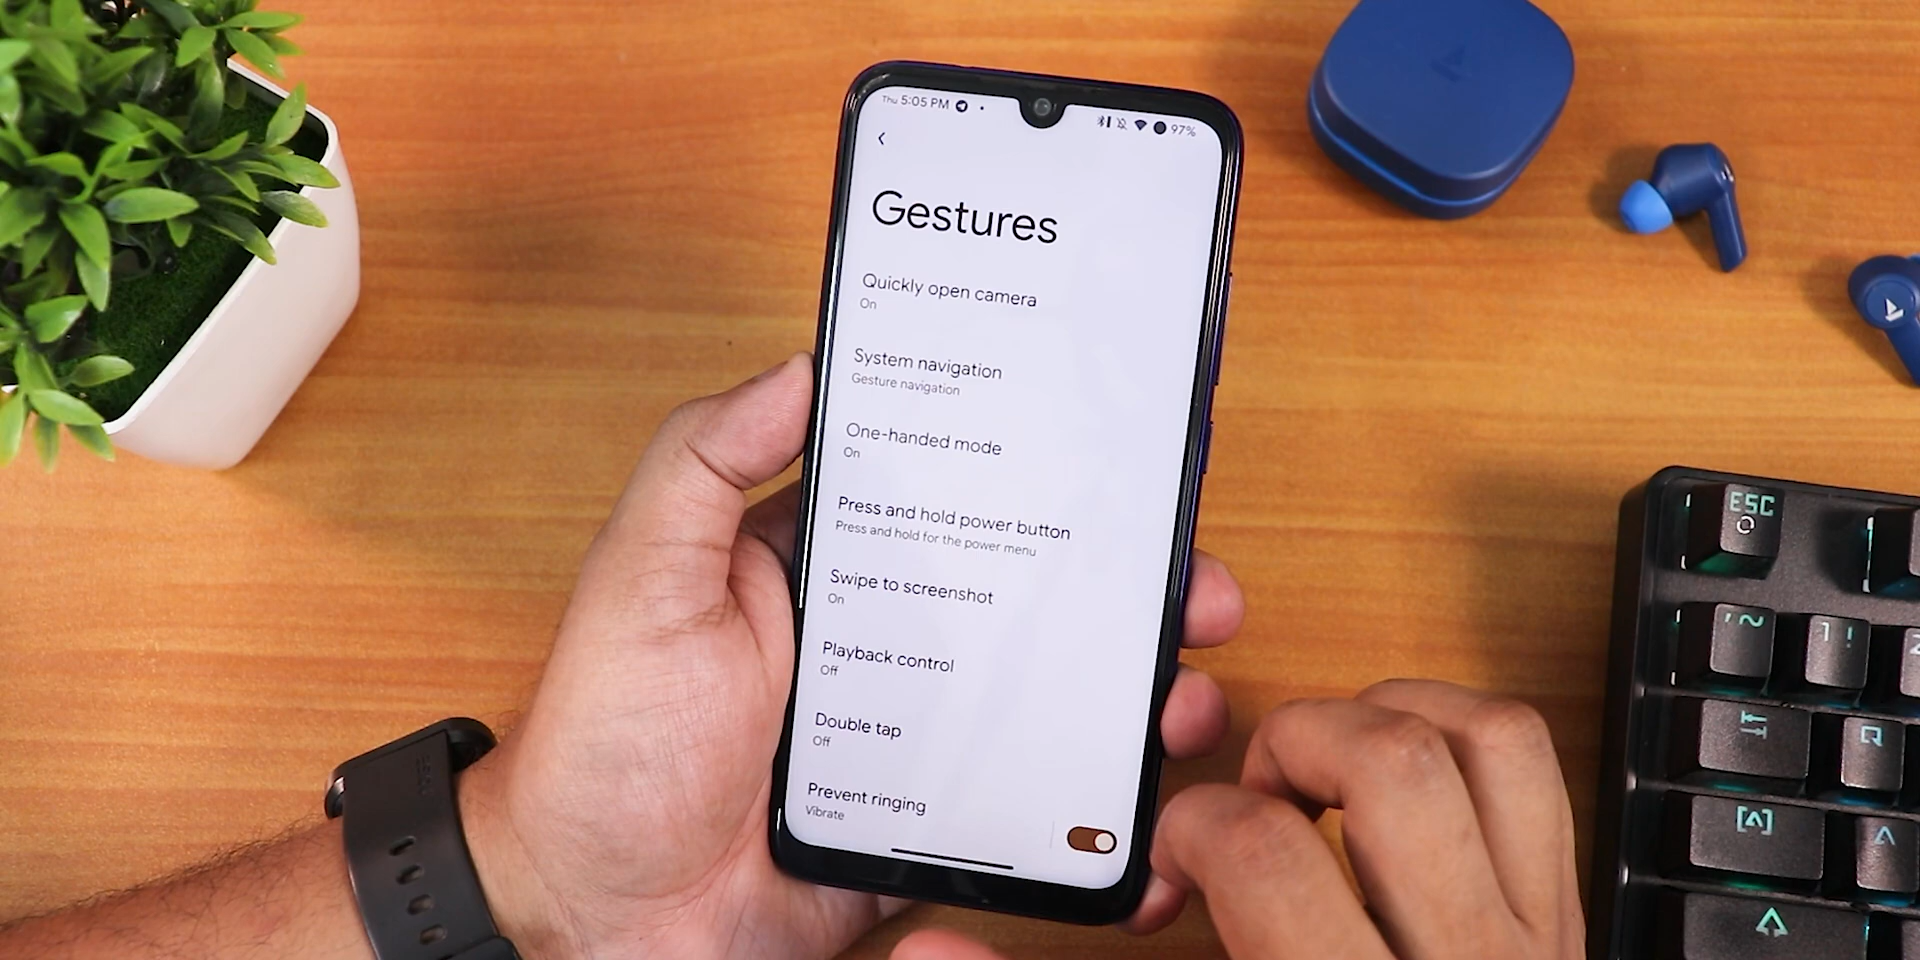 Thu 5:05 PM
97%
Gestures
Quickly open camera
On
System navigation
Gesture navigation
One-handed mode
On
Press and hold power button
Press and hold for the power menu
Swipe to screenshot
On
Playback control
Off
Double tap
Off
Prevent ringing
Vibrate
ESC
' ~
1 !
2
Q
A